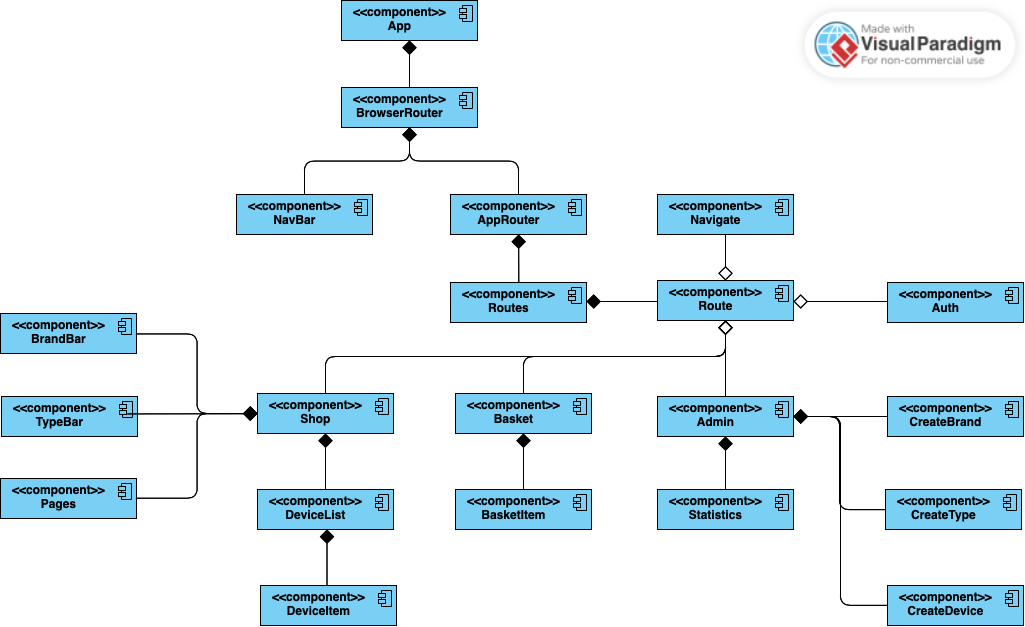 <<component>>
App
Made with
Visual Paradigm
For non-commercial use
<<component>>
BrowserRouter
<<component>>
NavBar
<<component>>
AppRouter
<<component>>
Navigate
<<component>>
Routes
<<component>>
Route
<<component>>
Auth
<<component>>
BrandBar
<<component>>
TypeBar
<<component>>
Shop
<<component>>
Basket
<<component>>
Admin
<<component>>
CreateBrand
<<component>>
Pages
<<component>>
DeviceList
<<component>>
BasketItem
<<component>>
Statistics
<<component>>
CreateType
<<component>>
DeviceItem
<<component>>
CreateDevice